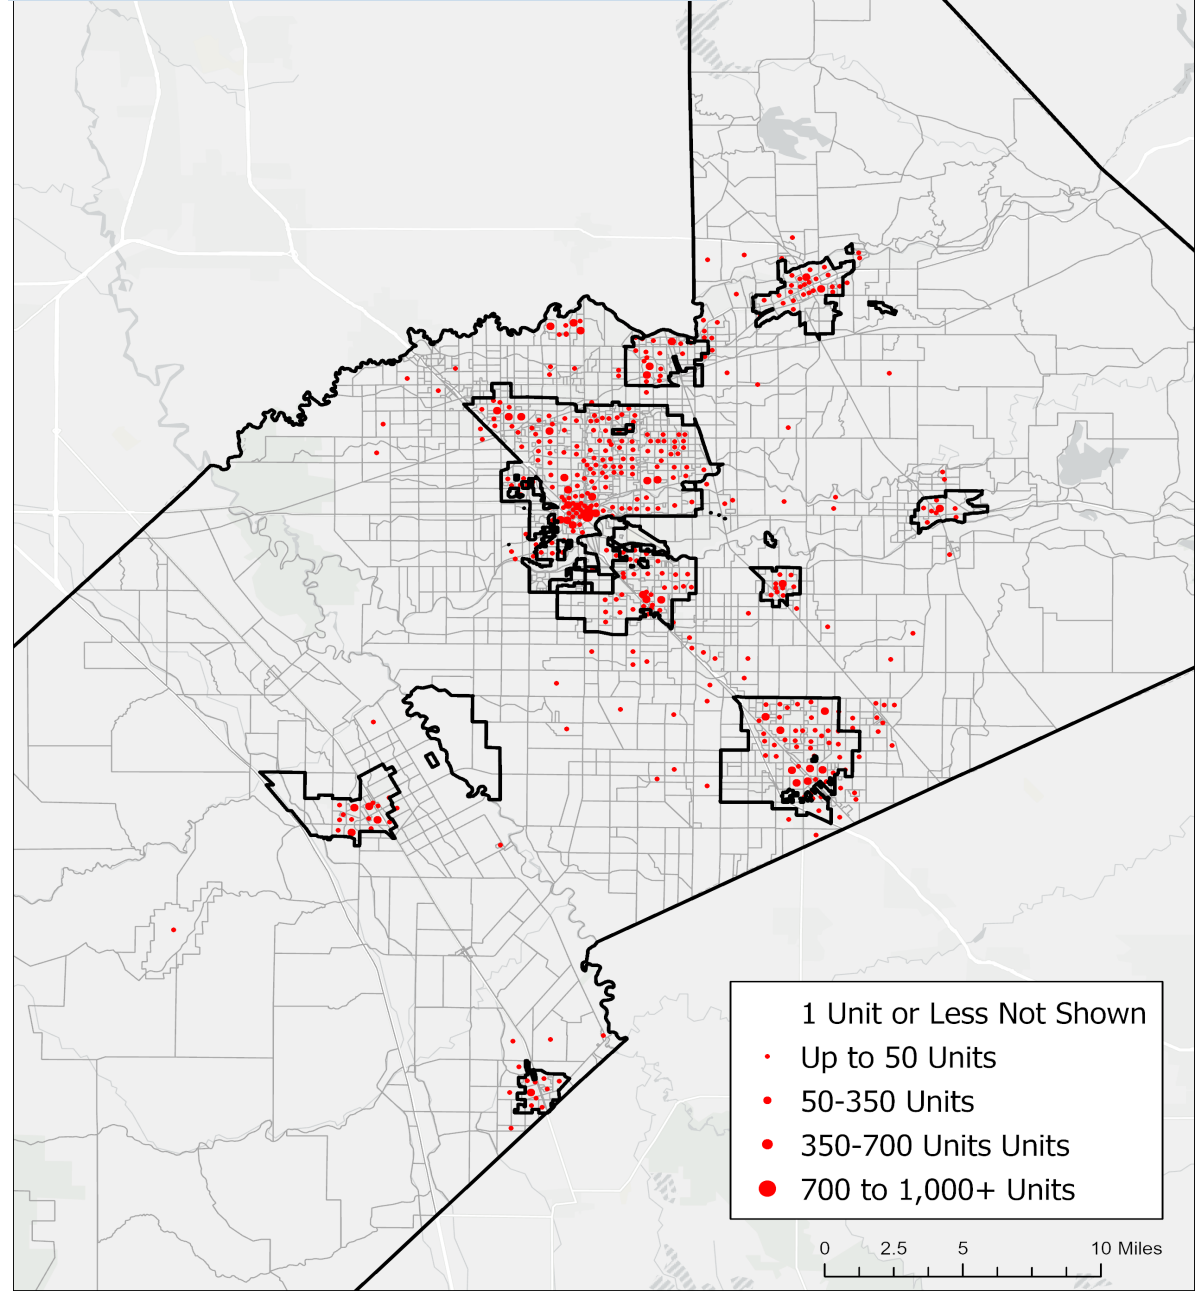 1 Unit or Less Not Shown
Up to 50 Units
50-350 Units
350-700 Units Units
700 to 1,000+ Units
0 2.5 5 10 Miles